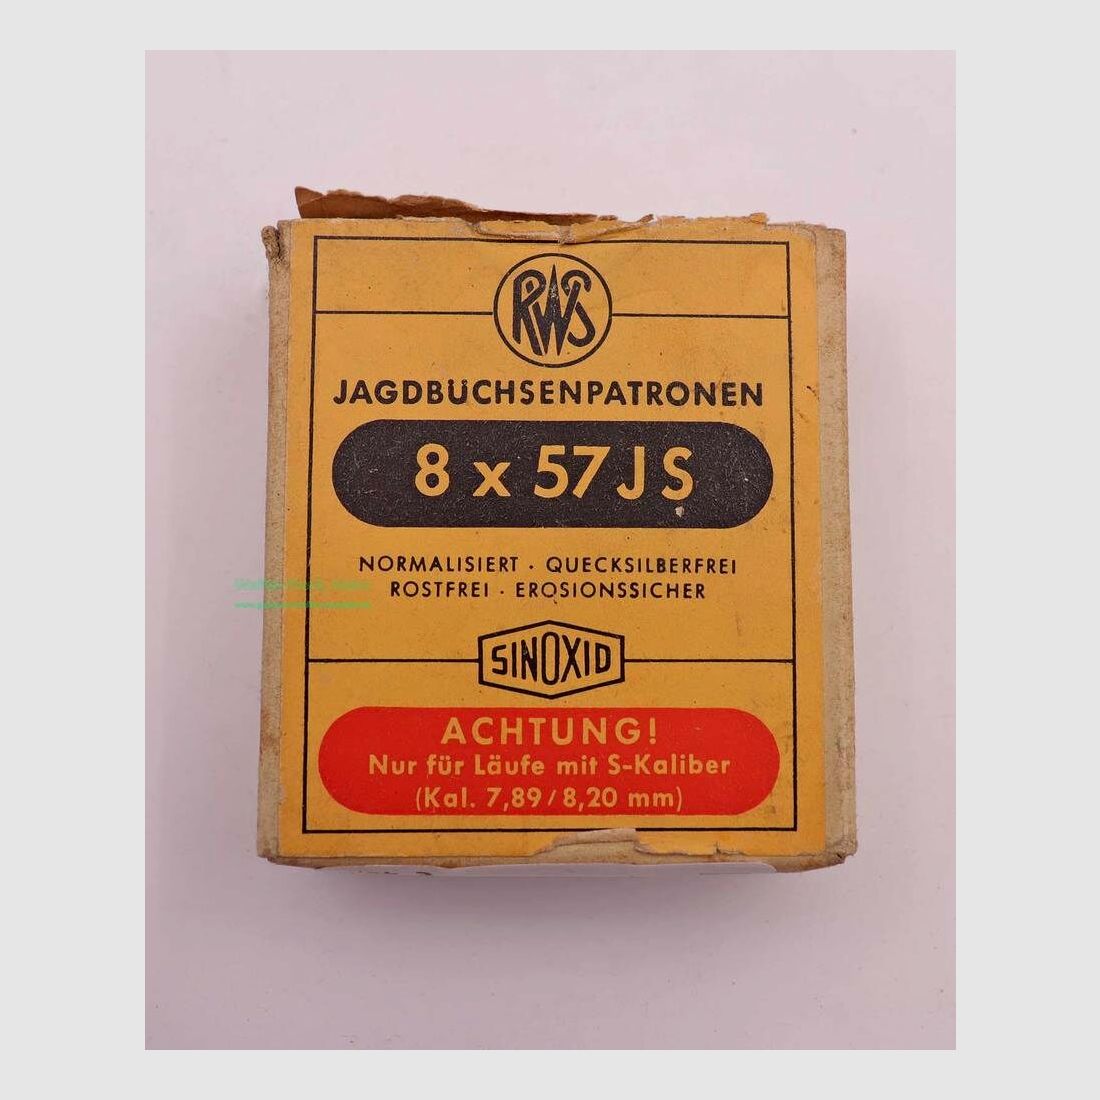 RWS
JAGDBÜCHSENPATRONEN
8 x 57 JS
NORMALISIERT · QUECKSILBERFREI
ROSTFREI · EROSIONSSICHER
SINOXID
ACHTUNG!
Nur für Läufe mit S-Kaliber
(Kal. 7,89/8,20 mm)